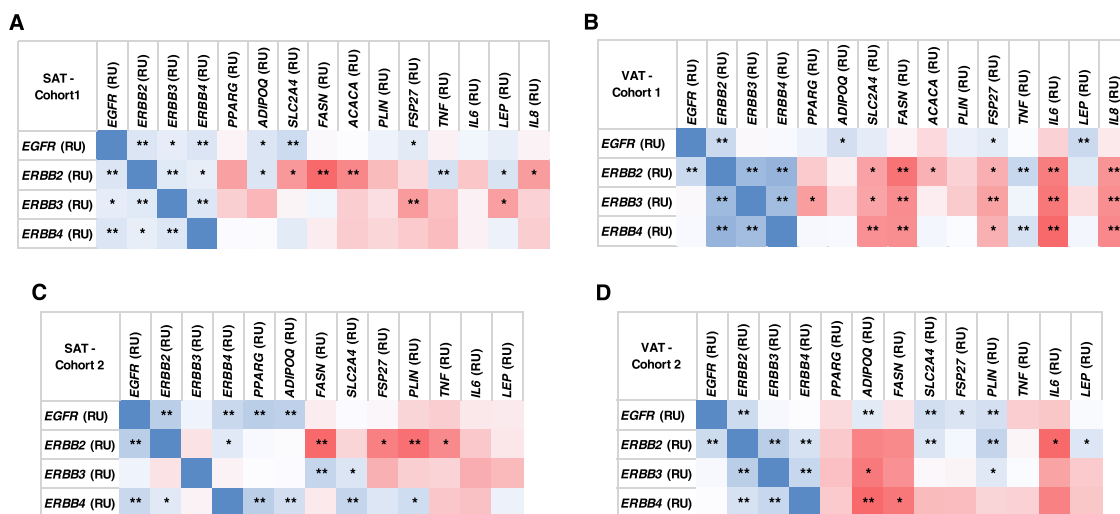 A
SAT -
Cohort1
EGFR (RU)
ERBB2 (RU)
ERBB3 (RU)
ERBB4 (RU)
PPARG (RU)
ADIPOQ (RU)
SLC2A4 (RU)
FASN (RU)
ACACA (RU)
PLIN (RU)
FSP27 (RU)
TNF (RU)
IL6 (RU)
LEP (RU)
IL8 (RU)
EGFR (RU) ** * ** * ** *
ERBB2 (RU) ** ** * * * ** ** ** * *
ERBB3 (RU) * ** ** ** *
ERBB4 (RU) ** * **
B
VAT -
Cohort 1
EGFR (RU)
ERBB2 (RU)
ERBB3 (RU)
ERBB4 (RU)
PPARG (RU)
ADIPOQ (RU)
SLC2A4 (RU)
FASN (RU)
ACACA (RU)
PLIN (RU)
FSP27 (RU)
TNF (RU)
IL6 (RU)
LEP (RU)
IL8 (RU)
EGFR (RU) ** * * **
ERBB2 (RU) ** ** ** * ** * * ** ** **
ERBB3 (RU) ** ** * * ** ** ** **
ERBB4 (RU) ** ** ** ** * ** ** **
C
SAT -
Cohort 2
EGFR (RU)
ERBB2 (RU)
ERBB3 (RU)
ERBB4 (RU)
PPARG (RU)
ADIPOQ (RU)
FASN (RU)
SLC2A4 (RU)
FSP27 (RU)
PLIN (RU)
TNF (RU)
IL6 (RU)
LEP (RU)
EGFR (RU) ** ** ** **
ERBB2 (RU) ** * ** * ** *
ERBB3 (RU) ** *
ERBB4 (RU) ** * ** ** ** ** *
D
VAT -
Cohort 2
EGFR (RU)
ERBB2 (RU)
ERBB3 (RU)
ERBB4 (RU)
PPARG (RU)
ADIPOQ (RU)
FASN (RU)
SLC2A4 (RU)
FSP27 (RU)
PLIN (RU)
TNF (RU)
IL6 (RU)
LEP (RU)
EGFR (RU) ** ** ** * **
ERBB2 (RU) ** ** ** ** ** * *
ERBB3 (RU) ** ** * *
ERBB4 (RU) ** ** ** *